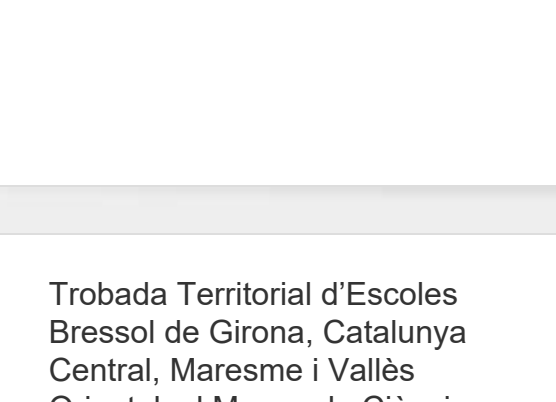 Trobada Territorial d’Escoles
Bressol de Girona, Catalunya
Central, Maresme i Vallès